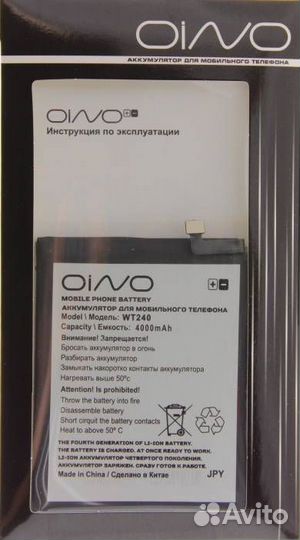 OiNO
АККУМУЛЯТОР ДЛЯ МОБИЛЬНОГО ТЕЛЕФОНА
OiNO
Инструкция по эксплуатации
OiNO
MOBILE PHONE BATTERY
АККУМУЛЯТОР ДЛЯ МОБИЛЬНОГО ТЕЛЕФОНА
Model \ Модель: WT240
Capacity \ Емкость: 4000mAh
Внимание! Запрещается!
Бросать аккумулятор в огонь
Разбирать аккумулятор
Замыкать накоротко контакты аккумулятора
Нагревать выше 50°c
Attention! Is prohibited!
Throw the battery into fire
Disassemble battery
Short circuit the battery contacts
Heat to above 50° C
THE FOURTH GENERATION OF LI-ION BATTERY.
THE BATTERY IS CHARGED. AT ONCE READY TO WORK.
LI-ION АККУМУЛЯТОР ЧЕТВЕРТОГО ПОКОЛЕНИЯ.
АККУМУЛЯТОР ЗАРЯЖЕН. СРАЗУ ГОТОВ К РАБОТЕ.
Made in China / Сделано в Китае JPY
Avito